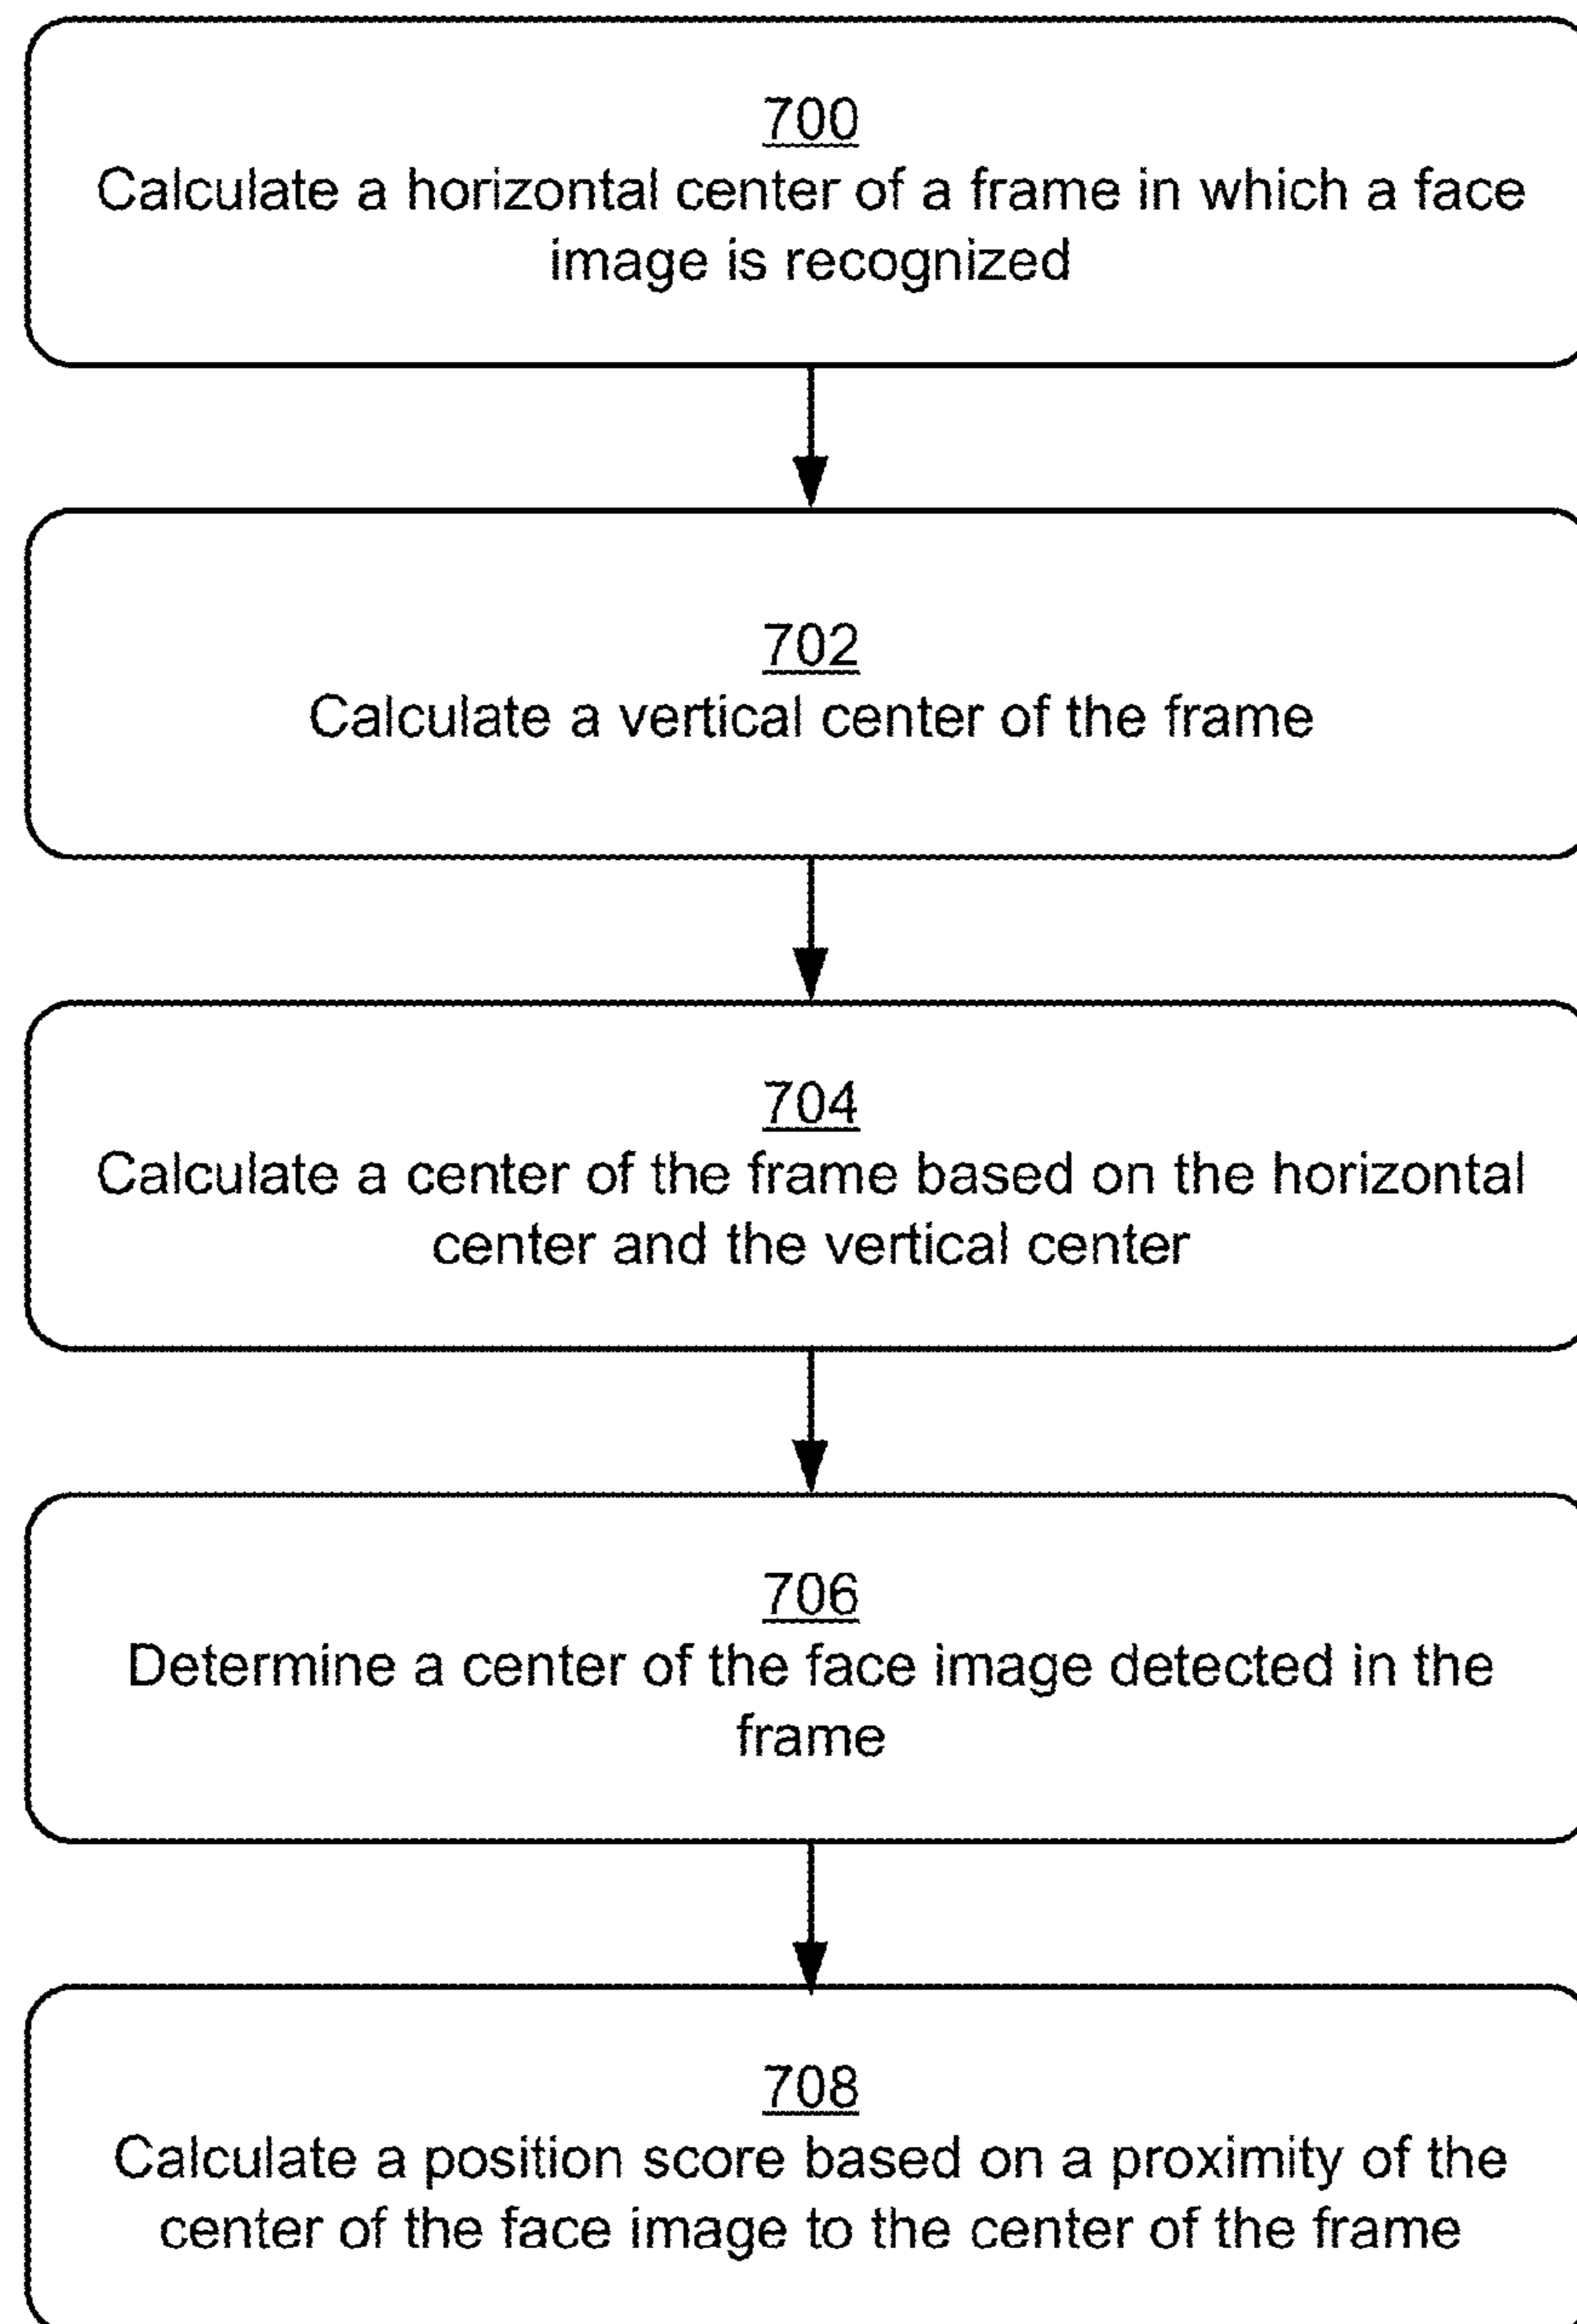 700
Calculate a horizontal center of a frame in which a face
image is recognized
702
Calculate a vertical center of the frame
704
Calculate a center of the frame based on the horizontal
center and the vertical center
706
Determine a center of the face image detected in the
frame
708
Calculate a position score based on a proximity of the
center of the face image to the center of the frame